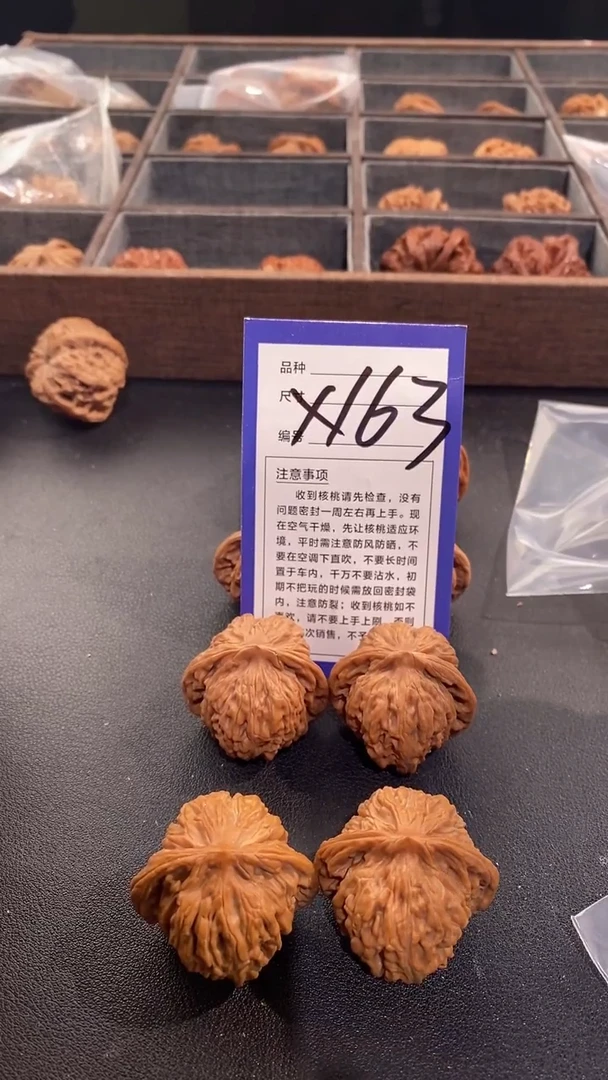 品种
尺寸
编号
X163
注意事项
收到核桃请先检查，没有
问题密封一周左右再上手。现
在空气干燥，先让核桃适应环
境，平时需注意防风防晒，不
要在空调下直吹，不要长时间
置于车内，千万不要沾水，初
期不把玩的时候需放回密封袋
内，注意防裂；收到核桃如不
喜欢，请不要上手上刷，否则
次销售，不予